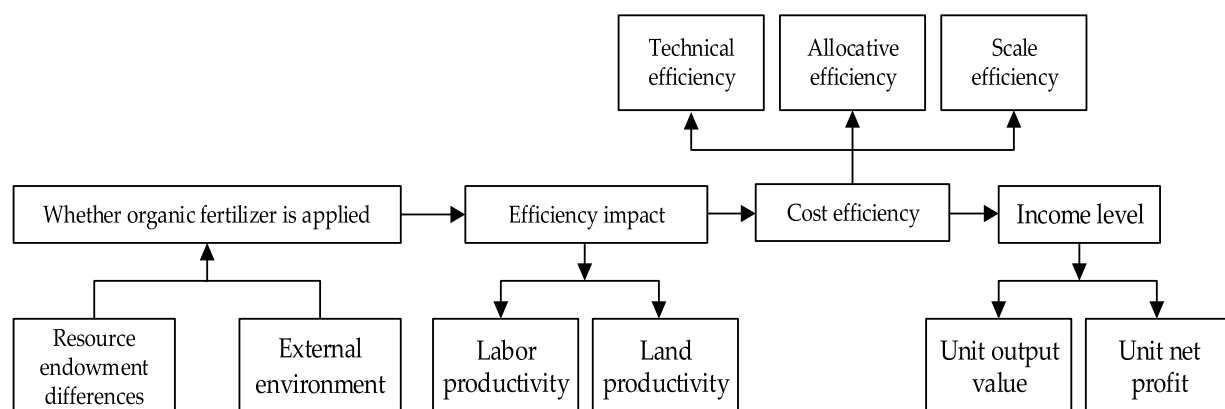 Technical
efficiency
Allocative
efficiency
Scale
efficiency
Whether organic fertilizer is applied
Efficiency impact
Cost efficiency
Income level
Resource
endowment
differences
External
environment
Labor
productivity
Land
productivity
Unit output
value
Unit net
profit